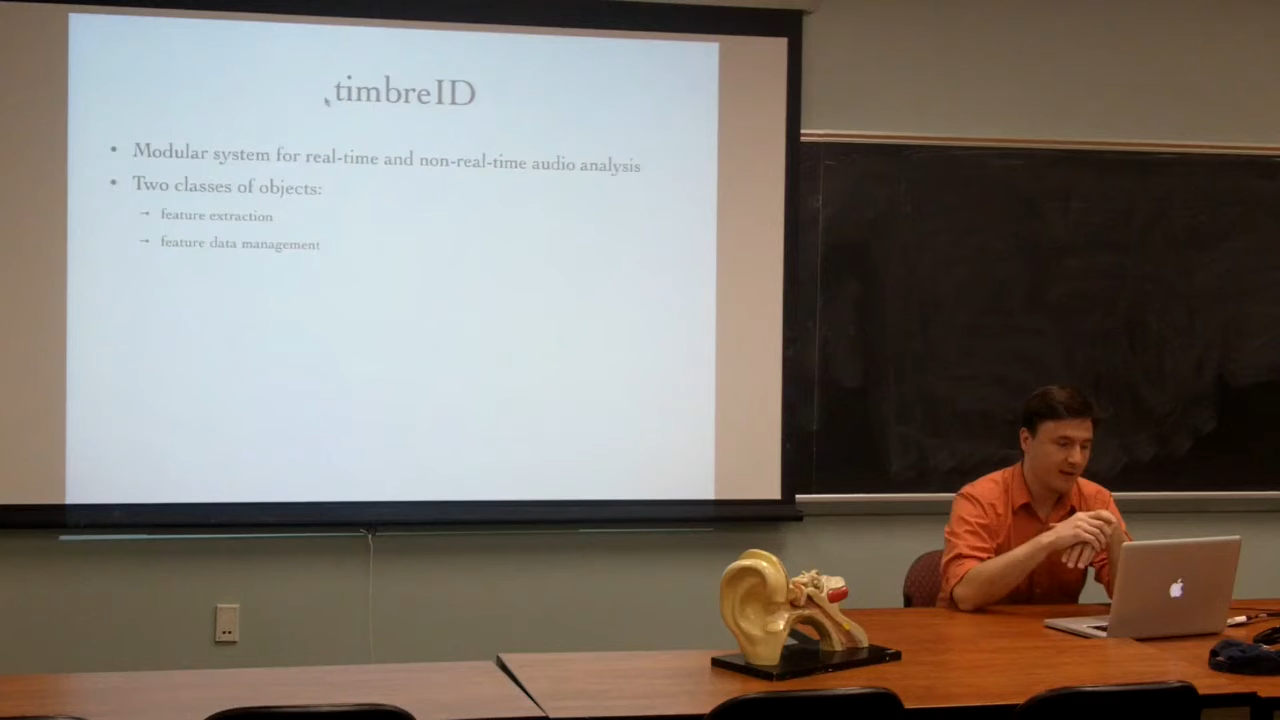 timbreID
• Modular system for real-time and non-real-time audio analysis
• Two classes of objects:
→ feature extraction
→ feature data management